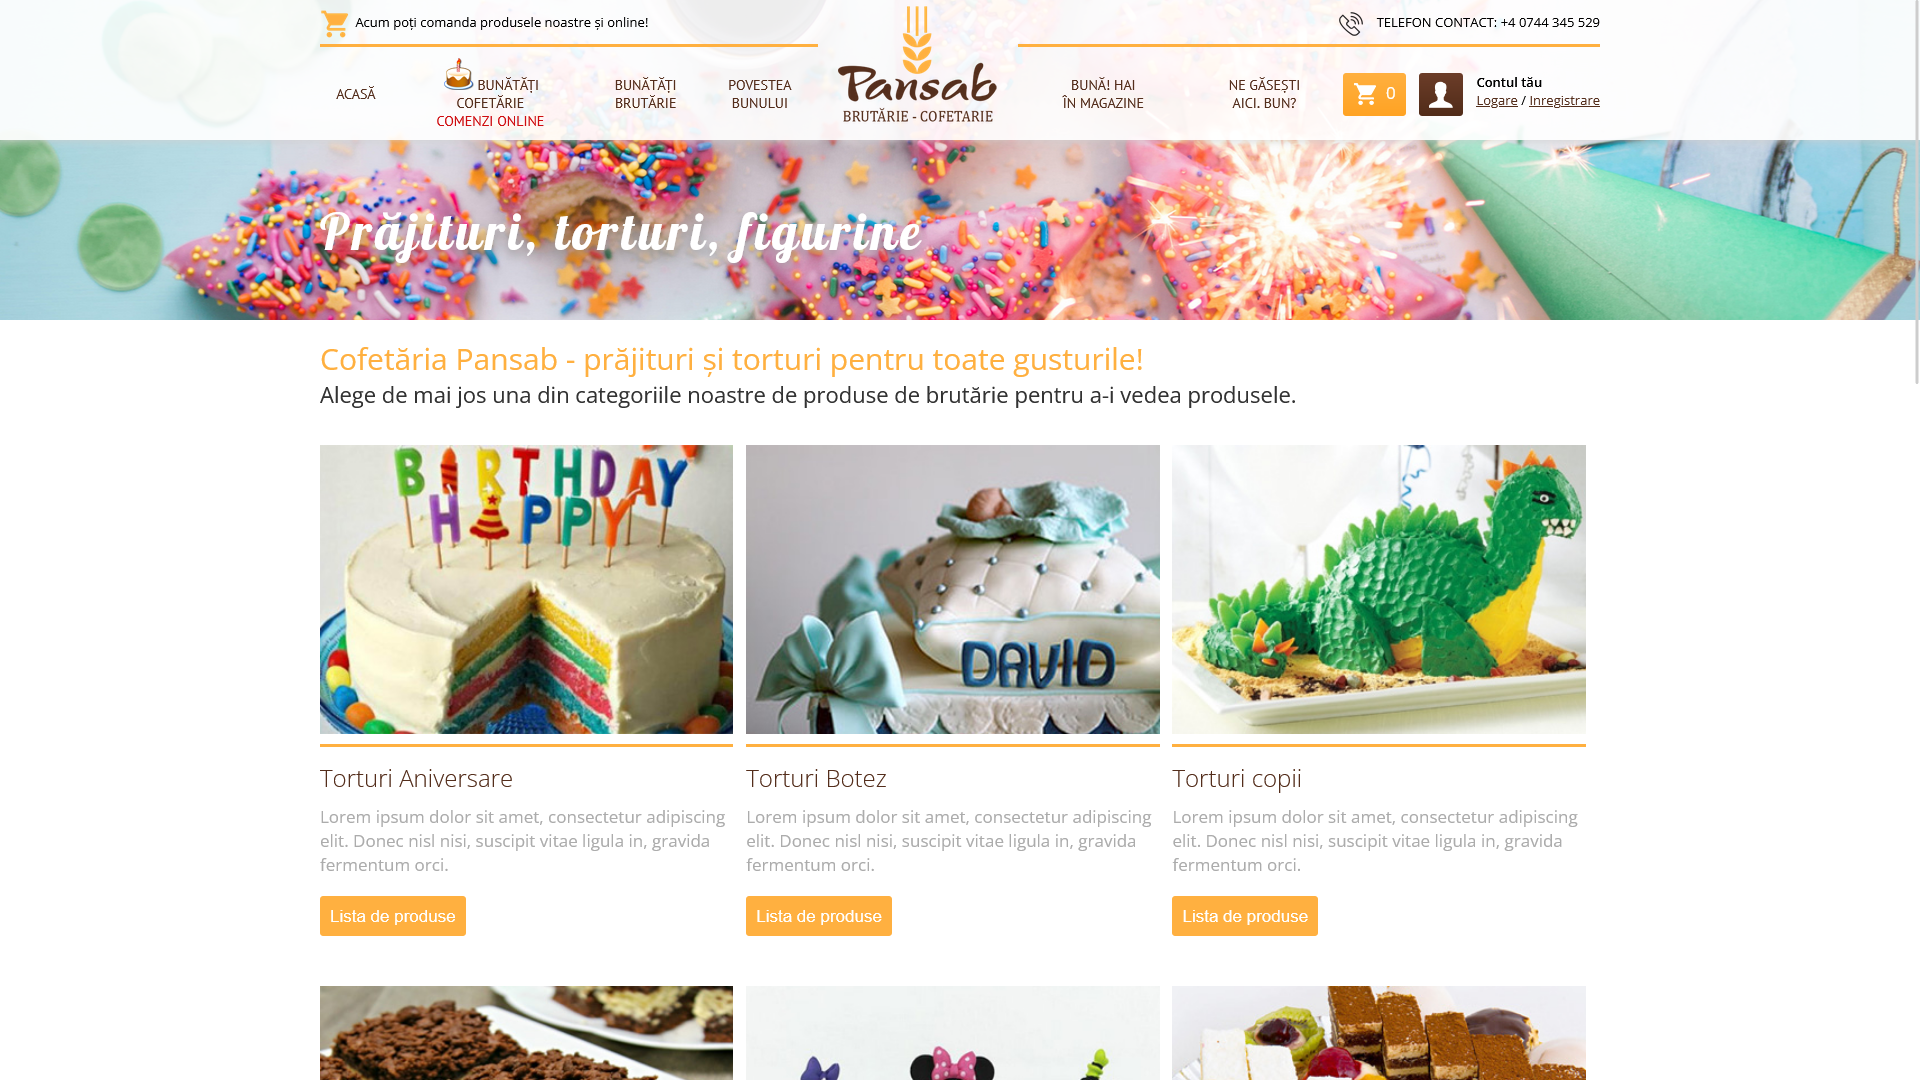 Acum poți comanda produsele noastre și online!
TELEFON CONTACT: +4 0744 345 529
ACASĂ
BUNĂTĂȚI
COFETĂRIE
COMENZI ONLINE
BUNĂTĂȚI
BRUTĂRIE
POVESTEA
BUNULUI
Pansab
BRUTĂRIE - COFETARIE
BUNĂ! HAI
ÎN MAGAZINE
NE GĂSEȘTI
AICI. BUN?
0
Contul tău
Logare / Inregistrare
Prăjituri, torturi, figurine
Cofetăria Pansab - prăjituri și torturi pentru toate gusturile!
Alege de mai jos una din categoriile noastre de produse de brutărie pentru a-i vedea produsele.
BIRTHDAY
HAPPY
DAVID
Torturi Aniversare
Lorem ipsum dolor sit amet, consectetur adipiscing
elit. Donec nisl nisi, suscipit vitae ligula in, gravida
fermentum orci.
Lista de produse
Torturi Botez
Lorem ipsum dolor sit amet, consectetur adipiscing
elit. Donec nisl nisi, suscipit vitae ligula in, gravida
fermentum orci.
Lista de produse
Torturi copii
Lorem ipsum dolor sit amet, consectetur adipiscing
elit. Donec nisl nisi, suscipit vitae ligula in, gravida
fermentum orci.
Lista de produse